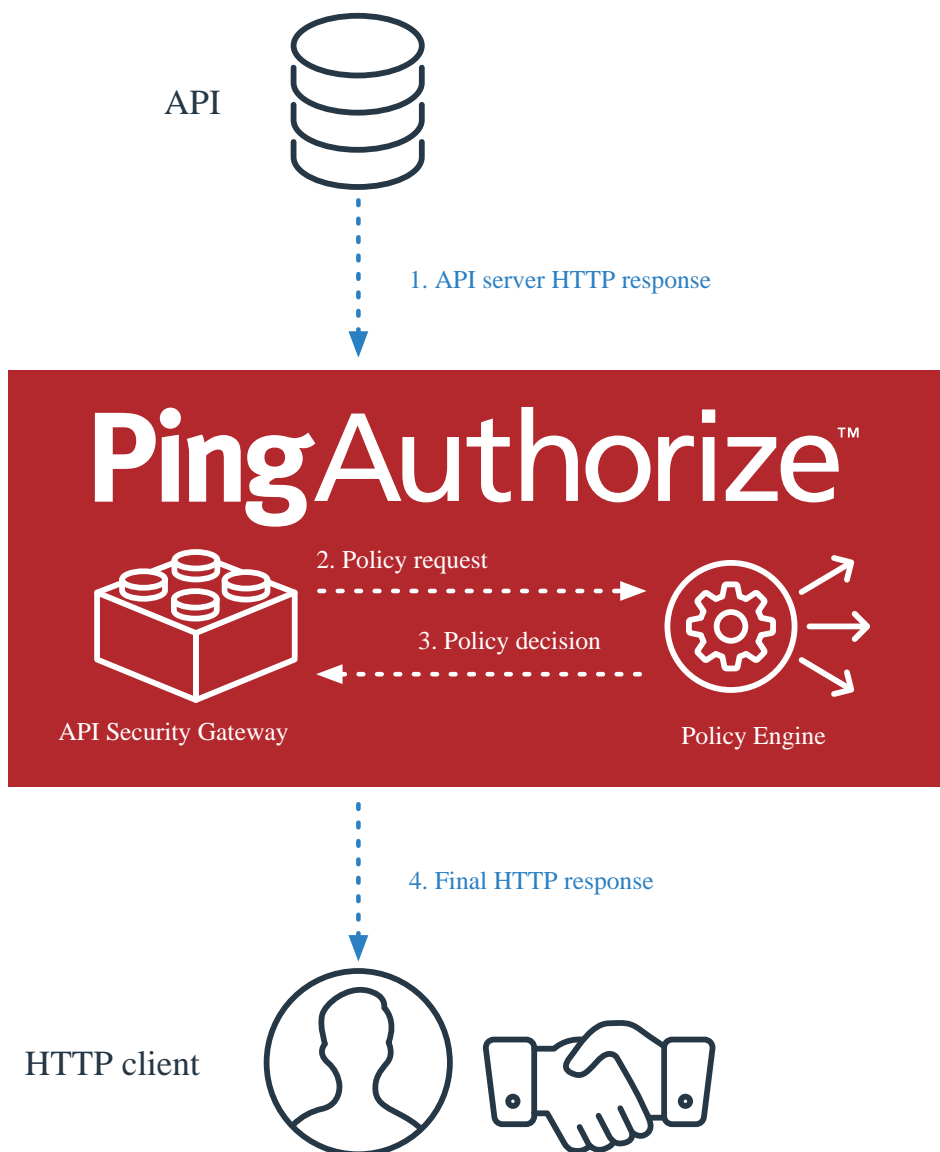 API
1. API server HTTP response
PingAuthorize™
2. Policy request
3. Policy decision
API Security Gateway
Policy Engine
4. Final HTTP response
HTTP client